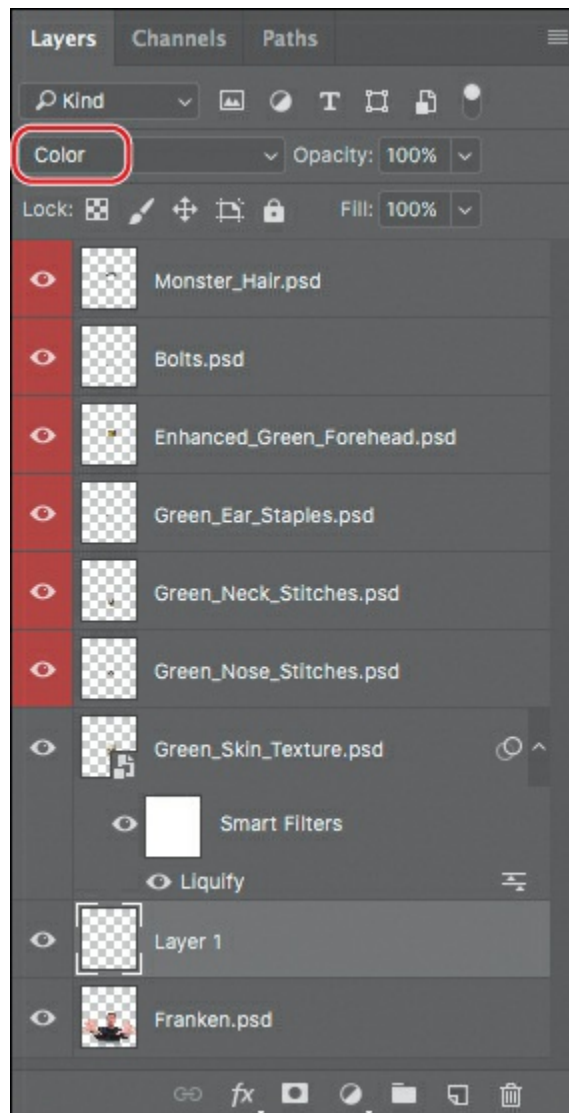 Layers Channels Paths
Kind T
Color Opacity: 100%
Lock: Fill: 100%
Monster_Hair.psd
Bolts.psd
Enhanced_Green_Forehead.psd
Green_Ear_Staples.psd
Green_Neck_Stitches.psd
Green_Nose_Stitches.psd
Green_Skin_Texture.psd
Smart Filters
Liquify
Layer 1
Franken.psd
fx